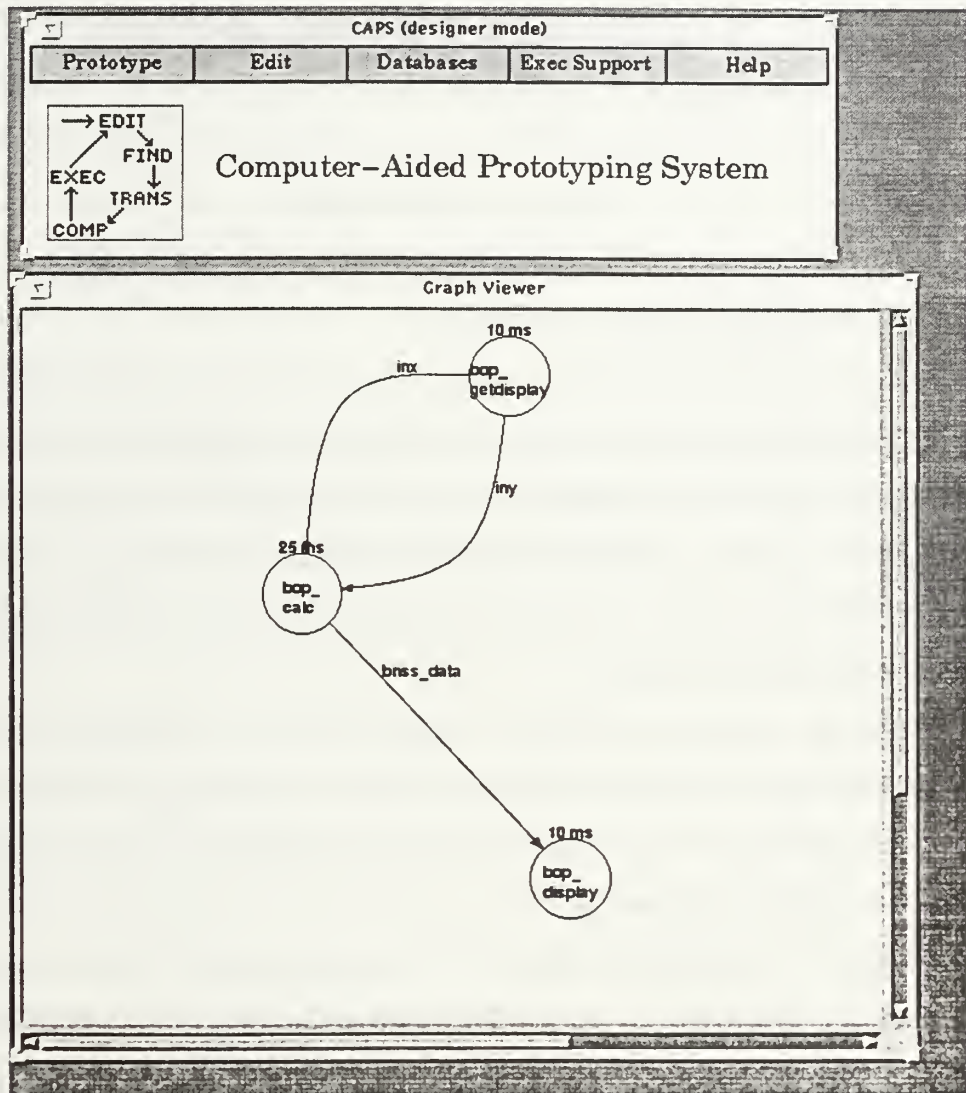 CAPS (designer mode)
Prototype Edit Databases Exec Support Help
EDIT
FIND
EXEC
TRANS
COMP
Computer-Aided Prototyping System
Graph Viewer
10 ms
inx
bop_
getdisplay
iny
25 ms
bop_
calc
bnss_data
10 ms
bop_
display